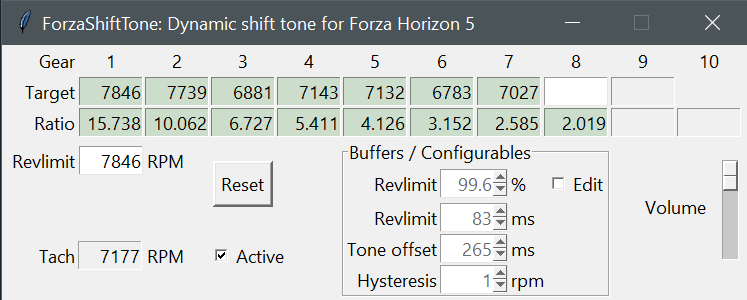 ForzaShiftTone: Dynamic shift tone for Forza Horizon 5
Gear 1 2 3 4 5 6 7 8 9 10
Target 7846 7739 6881 7143 7132 6783 7027
Ratio 15.738 10.062 6.727 5.411 4.126 3.152 2.585 2.019
Revlimit 7846 RPM
Reset
Buffers / Configurables
Revlimit 99.6 % Edit
Revlimit 83 ms
Tone offset 265 ms
Hysteresis 1 rpm
Volume
Tach 7177 RPM
Active